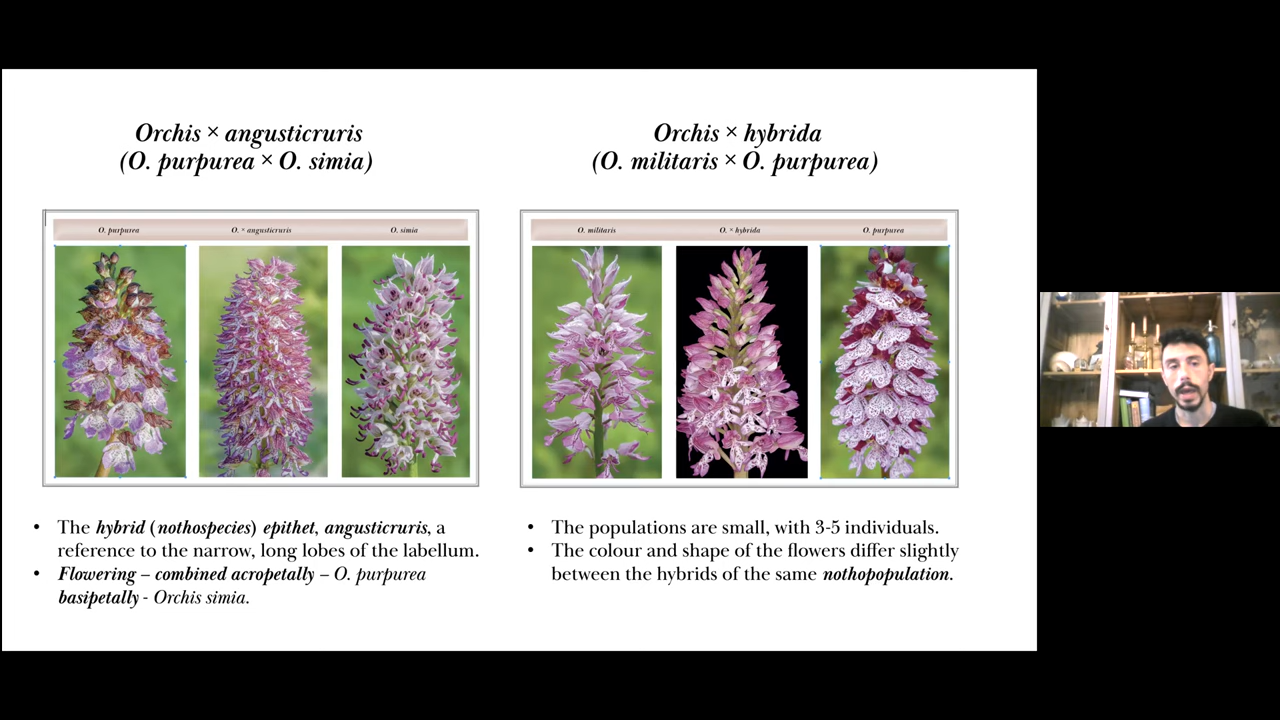 Orchis × angusticruris
(O. purpurea × O. simia)
O. purpurea
O. × angusticruris
O. simia
• The hybrid (nothospecies) epithet, angusticruris, a
reference to the narrow, long lobes of the labellum.
• Flowering – combined acropetally – O. purpurea
basipetally - Orchis simia.
Orchis × hybrida
(O. militaris × O. purpurea)
O. militaris
O. × hybrida
O. purpurea
• The populations are small, with 3-5 individuals.
• The colour and shape of the flowers differ slightly
between the hybrids of the same nothopopulation.